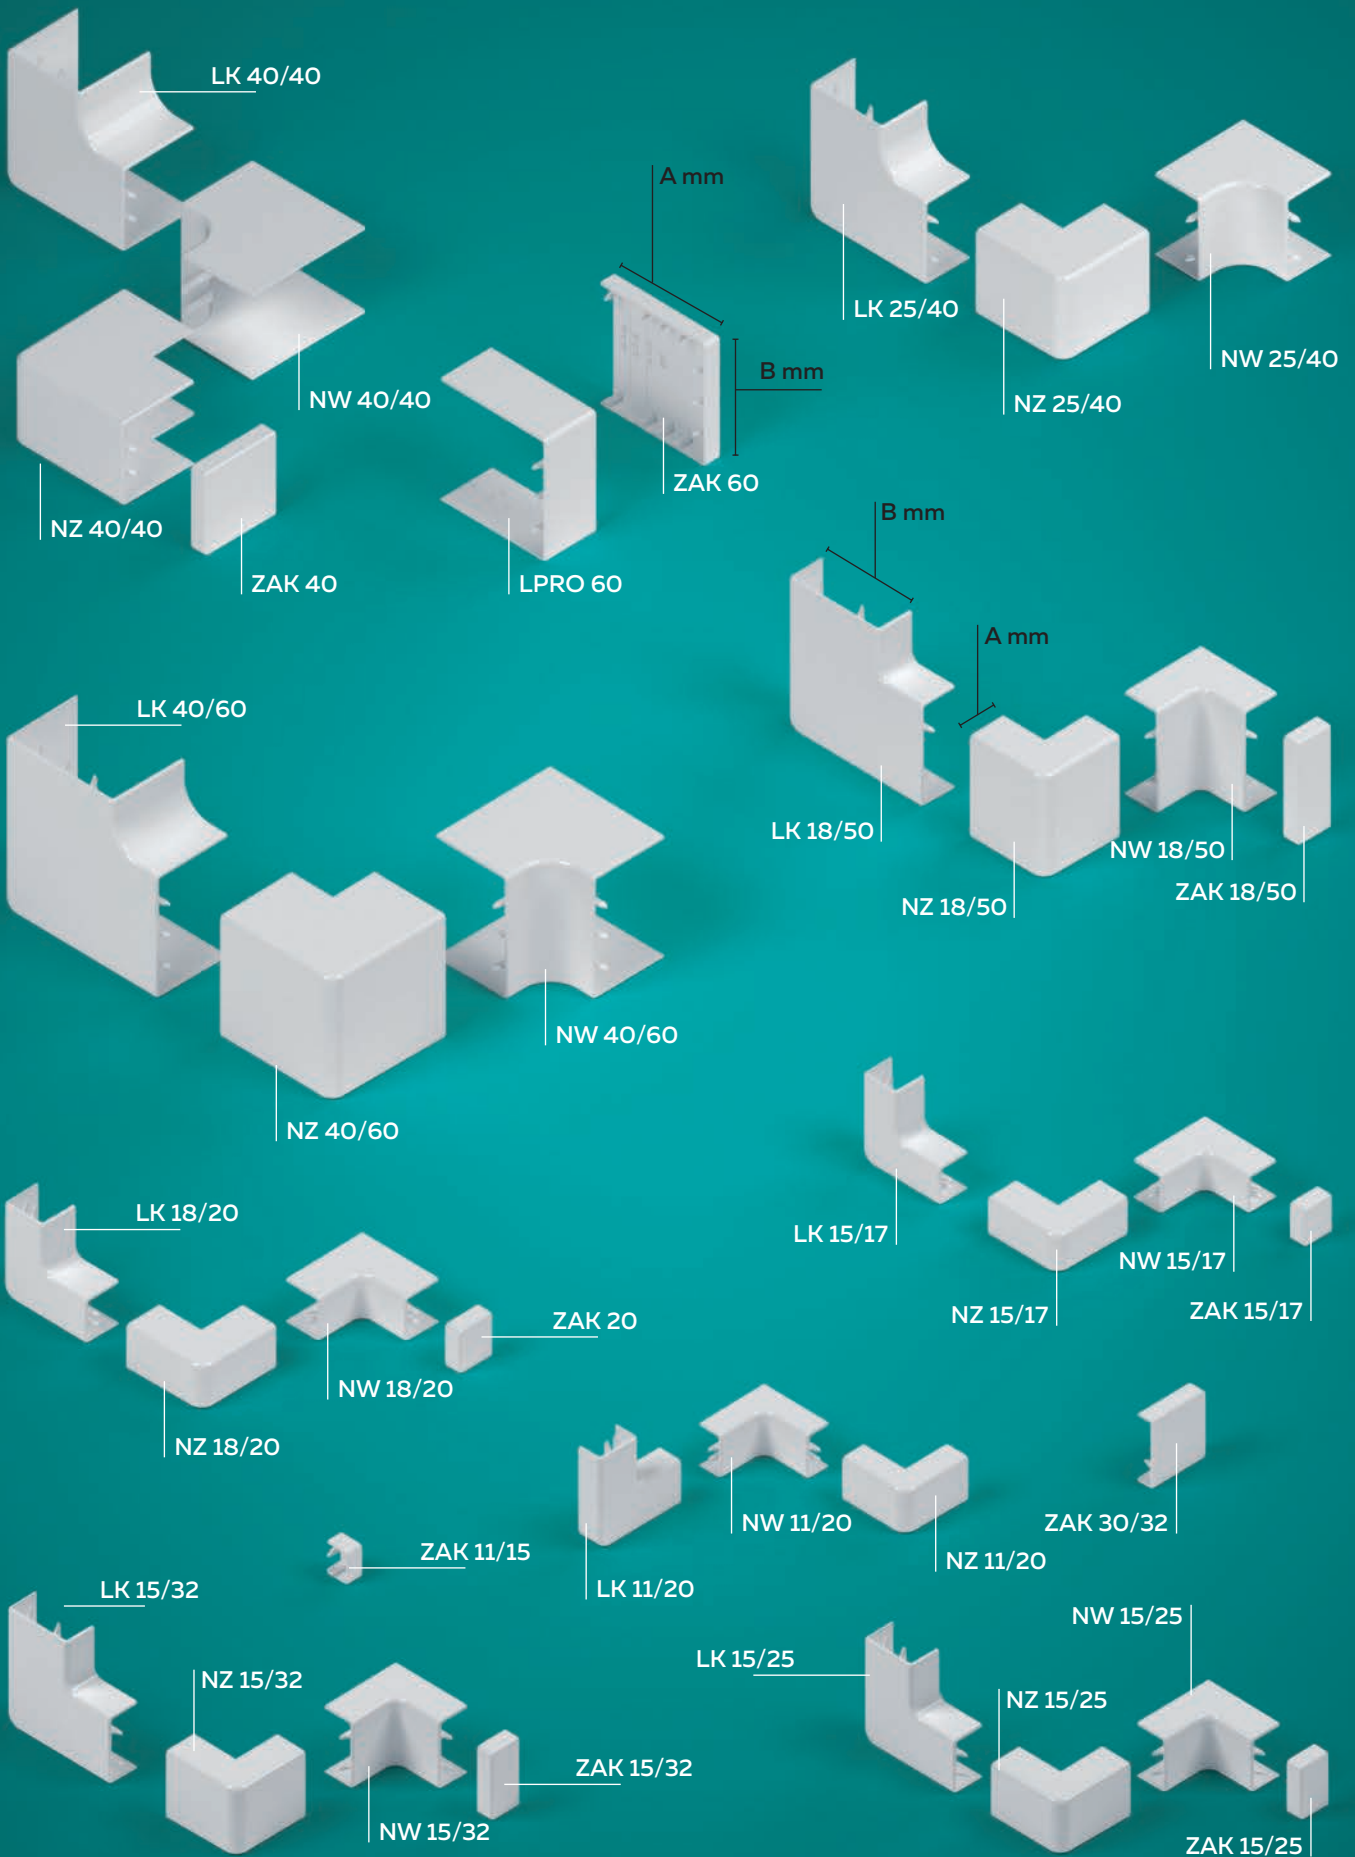 LK 40/40
A mm
LK 25/40
NW 25/40
B mm
NW 40/40
NZ 25/40
ZAK 60
NZ 40/40
ZAK 40
LPRO 60
B mm
A mm
LK 40/60
LK 18/50
NW 18/50
ZAK 18/50
NZ 18/50
NW 40/60
NZ 40/60
LK 18/20
LK 15/17
NW 15/17
ZAK 15/17
NZ 15/17
ZAK 20
NW 18/20
NZ 18/20
NW 11/20
ZAK 30/32
ZAK 11/15
NZ 11/20
LK 11/20
LK 15/32
NW 15/25
LK 15/25
NZ 15/32
NZ 15/25
ZAK 15/32
NW 15/32
ZAK 15/25